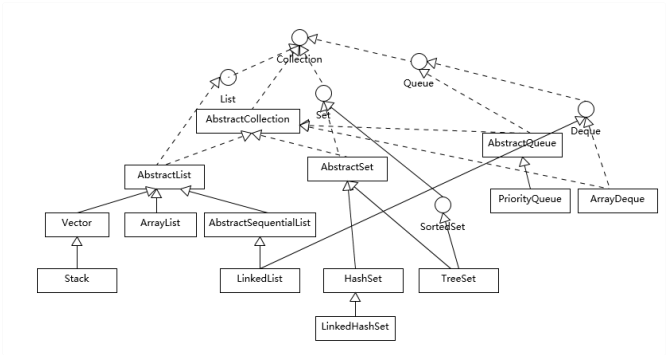 Collection
Queue
List
Set
Deque
AbstractCollection
AbstractQueue
AbstractList
AbstractSet
PriorityQueue
ArrayDeque
Vector
ArrayList
AbstractSequentialList
SortedSet
Stack
LinkedList
HashSet
TreeSet
LinkedHashSet